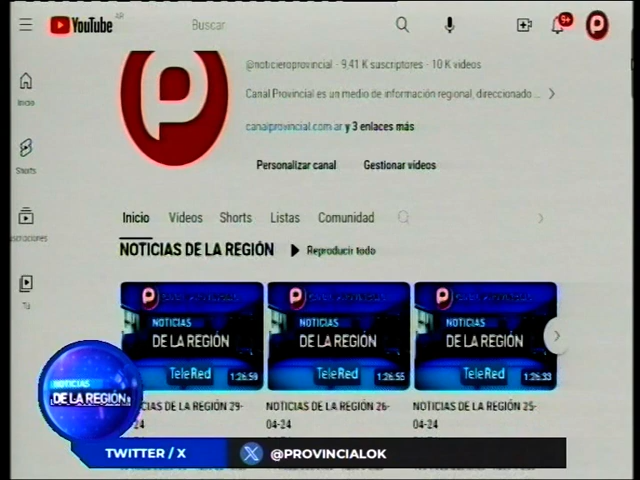 YouTube AR
Buscar
9+
@noticieroprovincial · 9.41 K suscriptores · 10 K videos
Canal Provincial es un medio de información regional, direccionado ...
canalprovincial.com.ar y 3 enlaces más
Personalizar canal Gestionar videos
Inicio
Shorts
Tú
Inicio Videos Shorts Listas Comunidad
NOTICIAS DE LA REGIÓN Reproducir todo
NOTICIAS
DE LA REGIÓN
TeleRed
1:26:59
NOTICIAS
DE LA REGIÓN
TeleRed
1:26:55
NOTICIAS
DE LA REGIÓN
TeleRed
1:26:33
DE LA REGIÓN 29-
-24
NOTICIAS DE LA REGIÓN 26-
04-24
NOTICIAS DE LA REGIÓN 25-
04-24
NOTICIAS
DE LA REGIÓN
TWITTER / X
@PROVINCIALOK